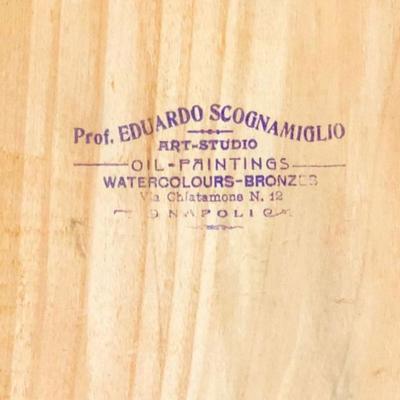 Prof. EDUARDO SCOGNAMIGLIO
ART-STUDIO
OIL-PAINTINGS
WATERCOLOURS-BRONZES
Via Chiatamone N. 12
NAPOLI